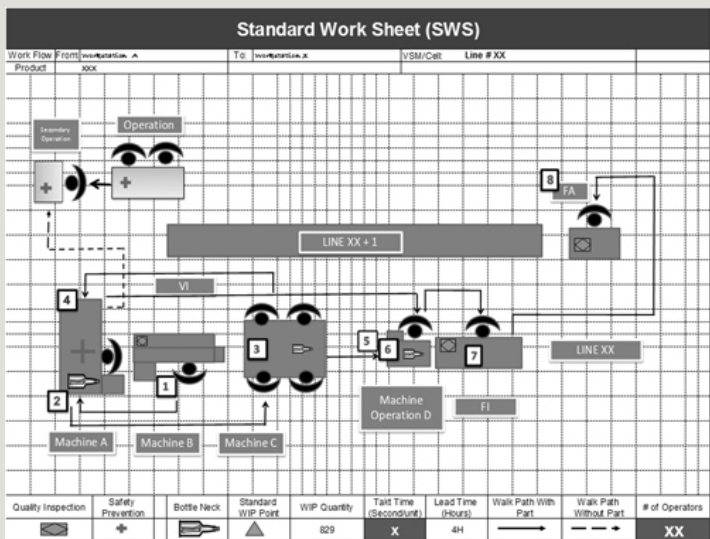 Standard Work Sheet (SWS)
Work Flow From: Workstation A To: Workstation X VSM/Cell: Line # XX
Product xxx
Secondary Operation
Operation
8
FA
LINE XX + 1
VI
4
3
5
6
7
LINE XX
1
2
Machine Operation D
FI
Machine A
Machine B
Machine C
Quality Inspection
Safety Prevention
Bottle Neck
Standard WIP Point
WIP Quantity
Takt Time (Second/unit)
Lead Time (Hours)
Walk Path With Part
Walk Path Without Part
# of Operators
829
X
4H
XX